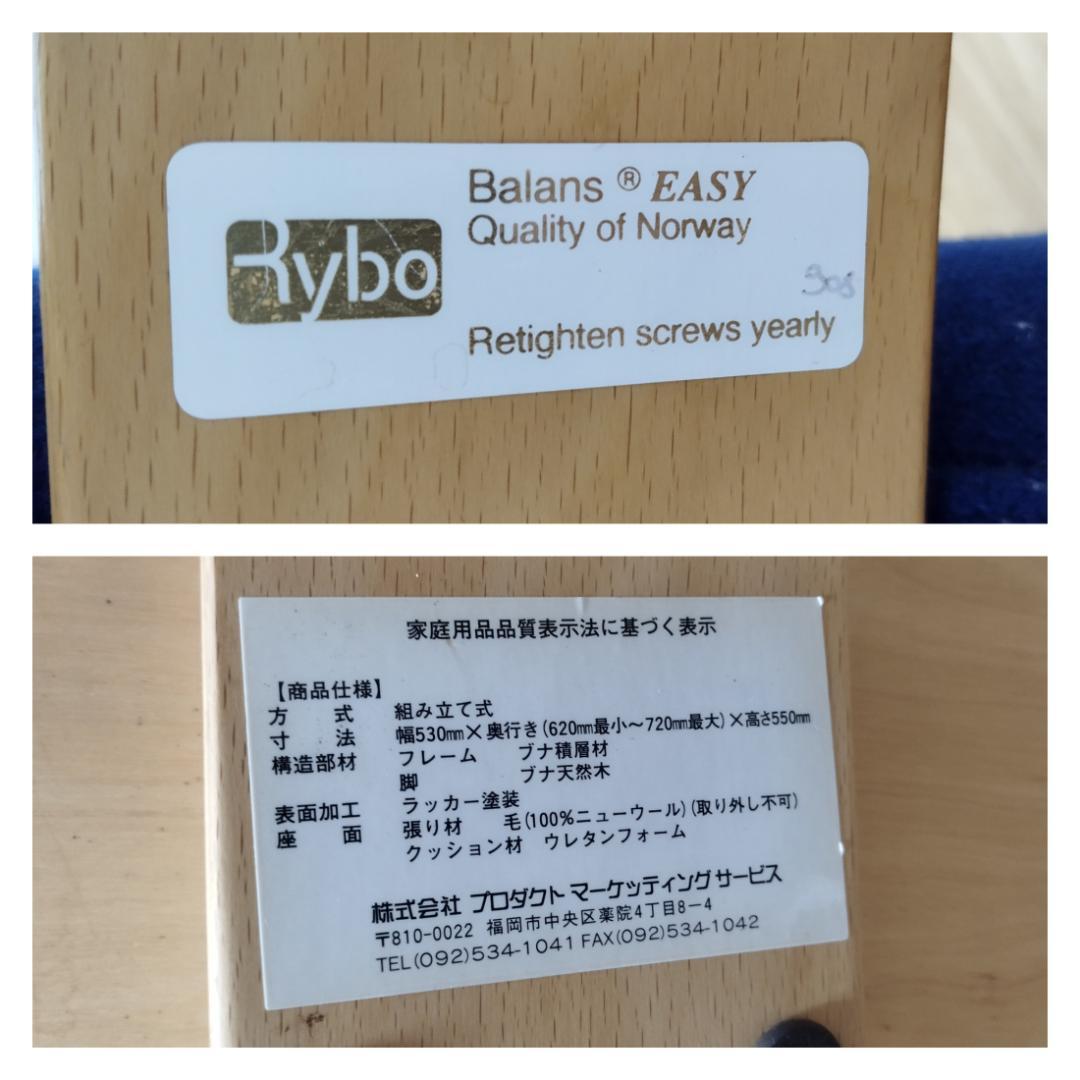 Rybo
Balans ® EASY
Quality of Norway
Retighten screws yearly
家庭用品品質表示法に基づく表示
【商品仕様】
方 式 組み立て式
寸 法 幅530㎜×奥行き(620㎜最小〜720㎜最大)×高さ550㎜
構造部材 フレーム ブナ積層材
脚 ブナ天然木
表面加工 ラッカー塗装
座 面 張り材 毛(100%ニューウール)(取り外し不可)
クッション材 ウレタンフォーム
株式会社 プロダクト マーケッティング サービス
〒810-0022 福岡市中央区薬院4丁目8-4
TEL(092)534-1041 FAX(092)534-1042